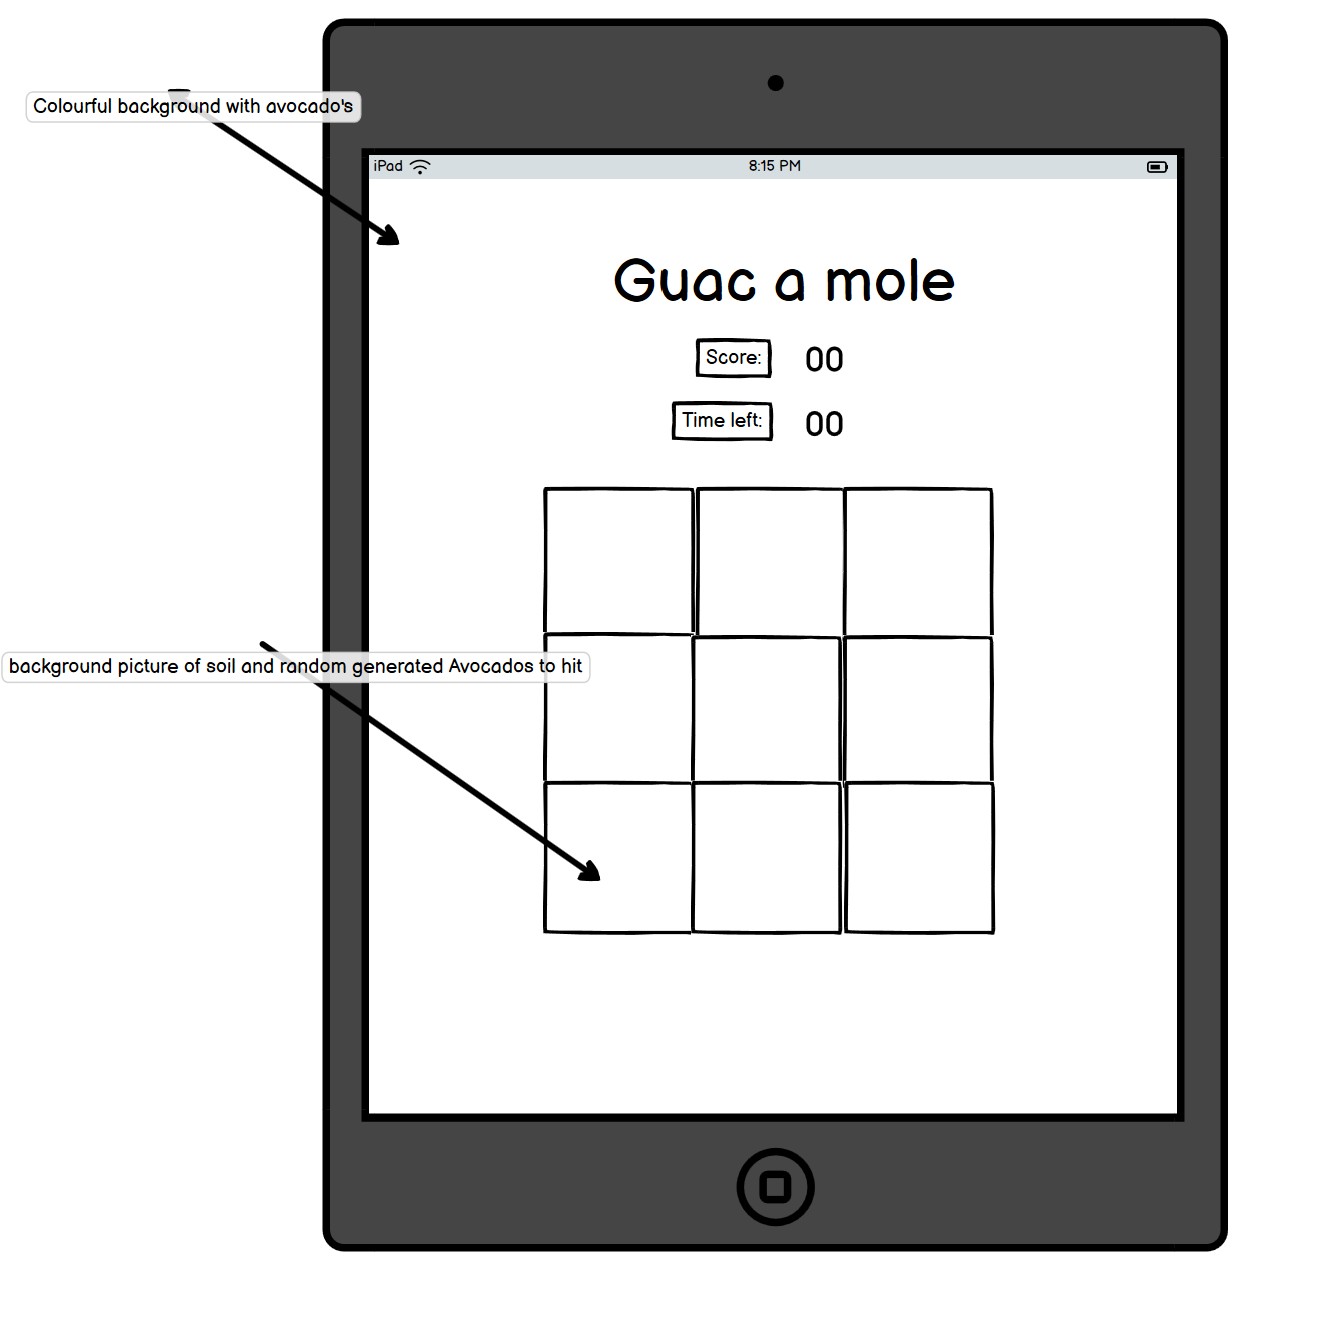 Colourful background with avocado's
iPad
8:15 PM
Guac a mole
Score: 00
Time left: 00
background picture of soil and random generated Avocados to hit